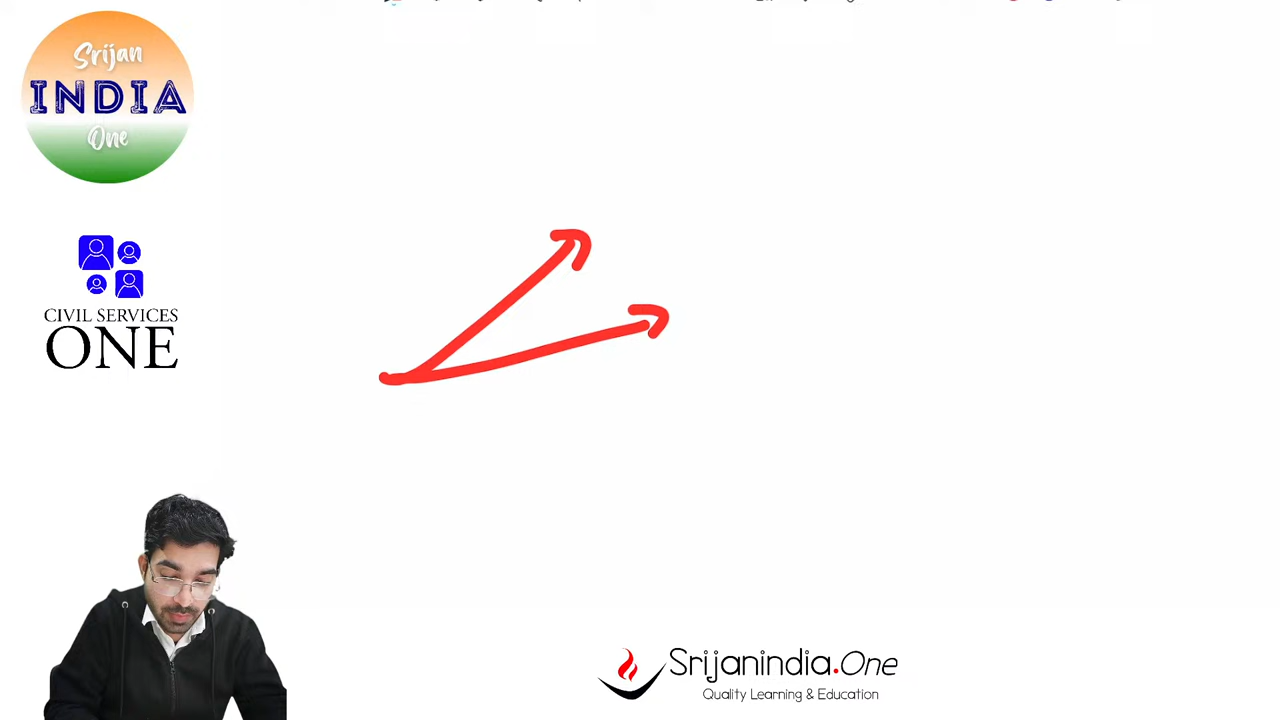 Srijan
INDIA
One
CIVIL SERVICES
ONE
Srijanindia.One
Quality Learning & Education